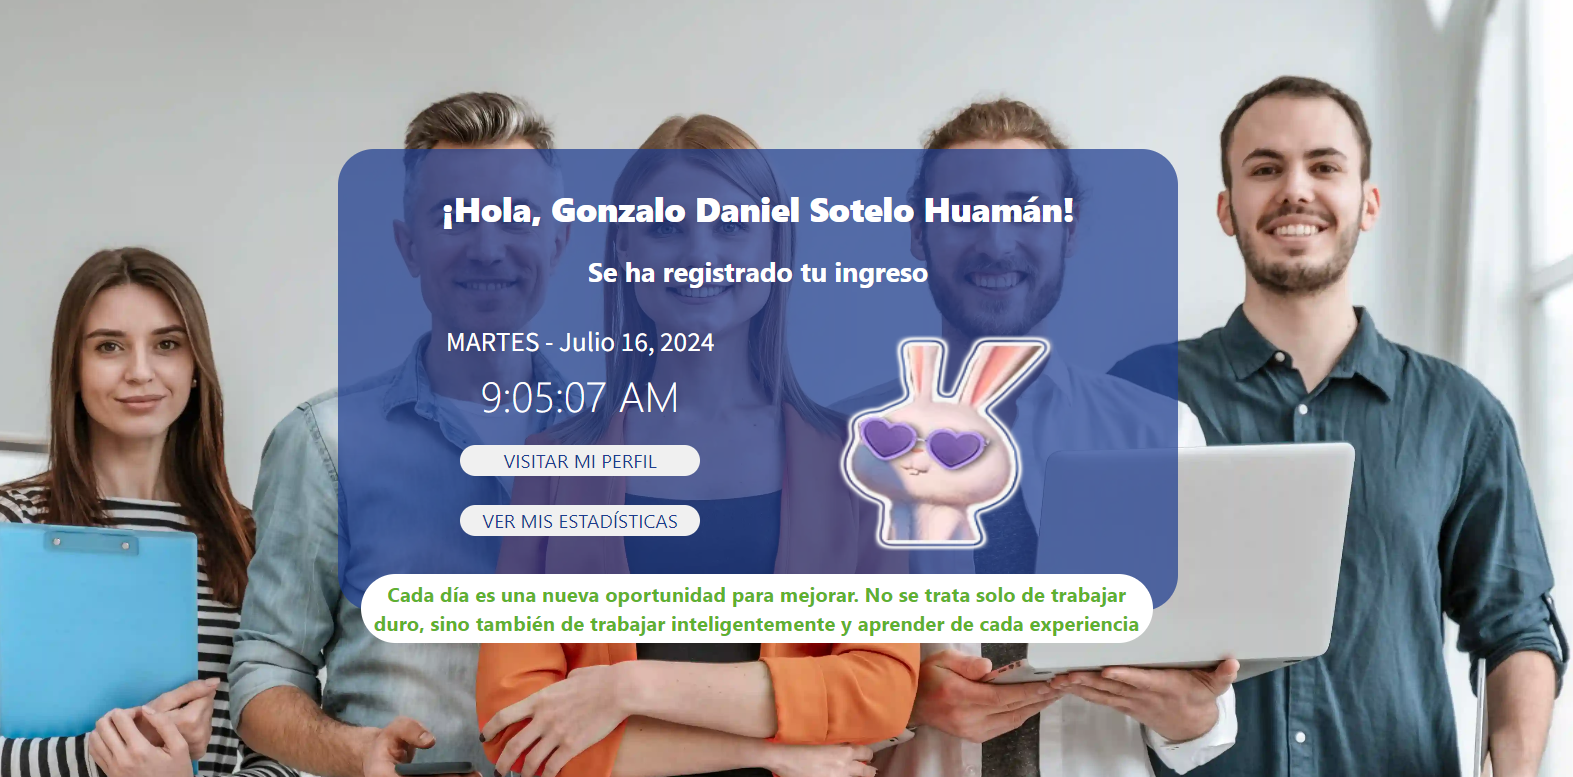 ¡Hola, Gonzalo Daniel Sotelo Huamán!
Se ha registrado tu ingreso
MARTES - Julio 16, 2024
9:05:07 AM
VISITAR MI PERFIL
VER MIS ESTADÍSTICAS
Cada día es una nueva oportunidad para mejorar. No se trata solo de trabajar
duro, sino también de trabajar inteligentemente y aprender de cada experiencia